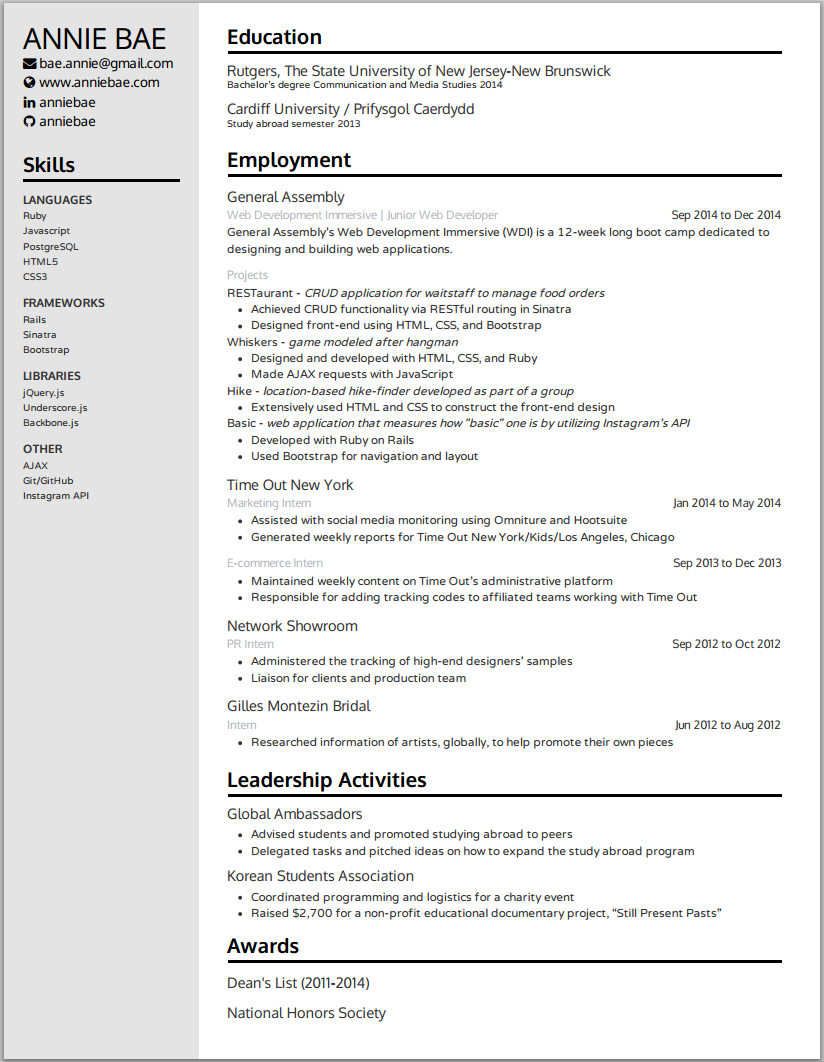 ANNIE BAE
bae.annie@gmail.com
www.anniebae.com
anniebae
anniebae
Skills
LANGUAGES
Ruby
Javascript
PostgreSQL
HTML5
CSS3
FRAMEWORKS
Rails
Sinatra
Bootstrap
LIBRARIES
jQuery.js
Underscore.js
Backbone.js
OTHER
AJAX
Git/GitHub
Instagram API
Education
Rutgers, The State University of New Jersey-New Brunswick
Bachelor's degree Communication and Media Studies 2014
Cardiff University / Prifysgol Caerdydd
Study abroad semester 2013
Employment
General Assembly
Web Development Immersive | Junior Web Developer Sep 2014 to Dec 2014
General Assembly's Web Development Immersive (WDI) is a 12-week long boot camp dedicated to
designing and building web applications.
Projects
RESTaurant - CRUD application for waitstaff to manage food orders
• Achieved CRUD functionality via RESTful routing in Sinatra
• Designed front-end using HTML, CSS, and Bootstrap
Whiskers - game modeled after hangman
• Designed and developed with HTML, CSS, and Ruby
• Made AJAX requests with JavaScript
Hike - location-based hike-finder developed as part of a group
• Extensively used HTML and CSS to construct the front-end design
Basic - web application that measures how "basic" one is by utilizing Instagram's API
• Developed with Ruby on Rails
• Used Bootstrap for navigation and layout
Time Out New York
Marketing Intern Jan 2014 to May 2014
• Assisted with social media monitoring using Omniture and Hootsuite
• Generated weekly reports for Time Out New York/Kids/Los Angeles, Chicago
E-commerce Intern Sep 2013 to Dec 2013
• Maintained weekly content on Time Out's administrative platform
• Responsible for adding tracking codes to affiliated teams working with Time Out
Network Showroom
PR Intern Sep 2012 to Oct 2012
• Administered the tracking of high-end designers' samples
• Liaison for clients and production team
Gilles Montezin Bridal
Intern Jun 2012 to Aug 2012
• Researched information of artists, globally, to help promote their own pieces
Leadership Activities
Global Ambassadors
• Advised students and promoted studying abroad to peers
• Delegated tasks and pitched ideas on how to expand the study abroad program
Korean Students Association
• Coordinated programming and logistics for a charity event
• Raised $2,700 for a non-profit educational documentary project, “Still Present Pasts”
Awards
Dean's List (2011-2014)
National Honors Society